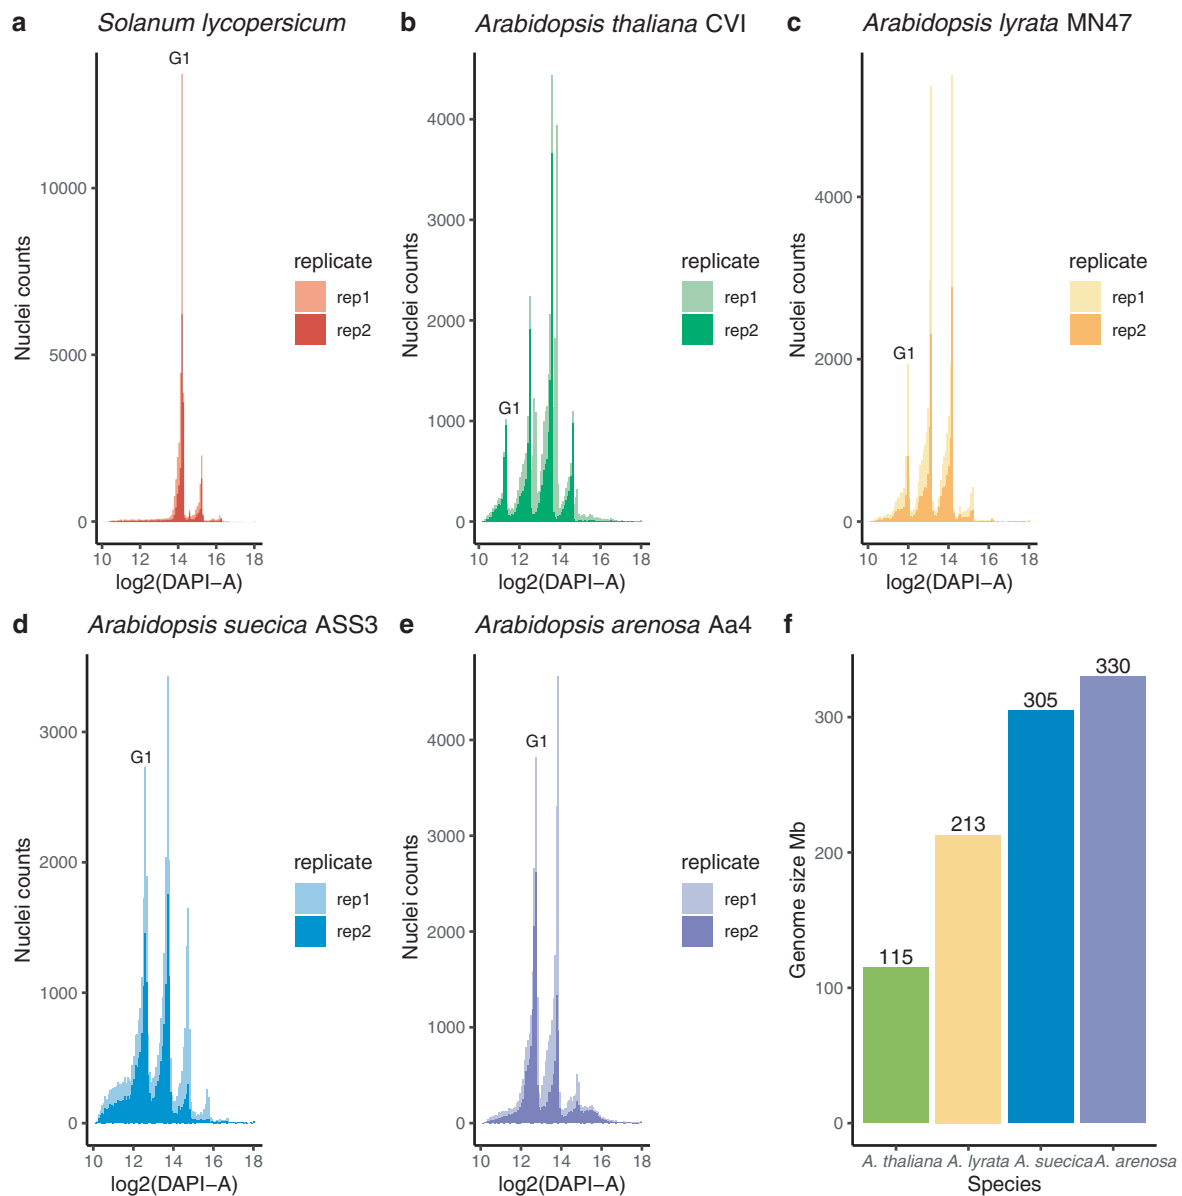 a
Solanum lycopersicum
G1
10000
5000
0
10 12 14 16 18
log2(DAPI−A)
Nuclei counts
replicate
rep1
rep2
b
Arabidopsis thaliana CVI
G1
4000
3000
2000
1000
0
10 12 14 16 18
log2(DAPI−A)
Nuclei counts
replicate
rep1
rep2
c
Arabidopsis lyrata MN47
G1
4000
2000
0
10 12 14 16 18
log2(DAPI−A)
Nuclei counts
replicate
rep1
rep2
d
Arabidopsis suecica ASS3
G1
3000
2000
1000
0
10 12 14 16 18
log2(DAPI−A)
Nuclei counts
replicate
rep1
rep2
e
Arabidopsis arenosa Aa4
G1
4000
3000
2000
1000
0
10 12 14 16 18
log2(DAPI−A)
Nuclei counts
replicate
rep1
rep2
f
330
305
213
115
300
200
100
0
Genome size Mb
A. thaliana A. lyrata A. suecica A. arenosa
Species